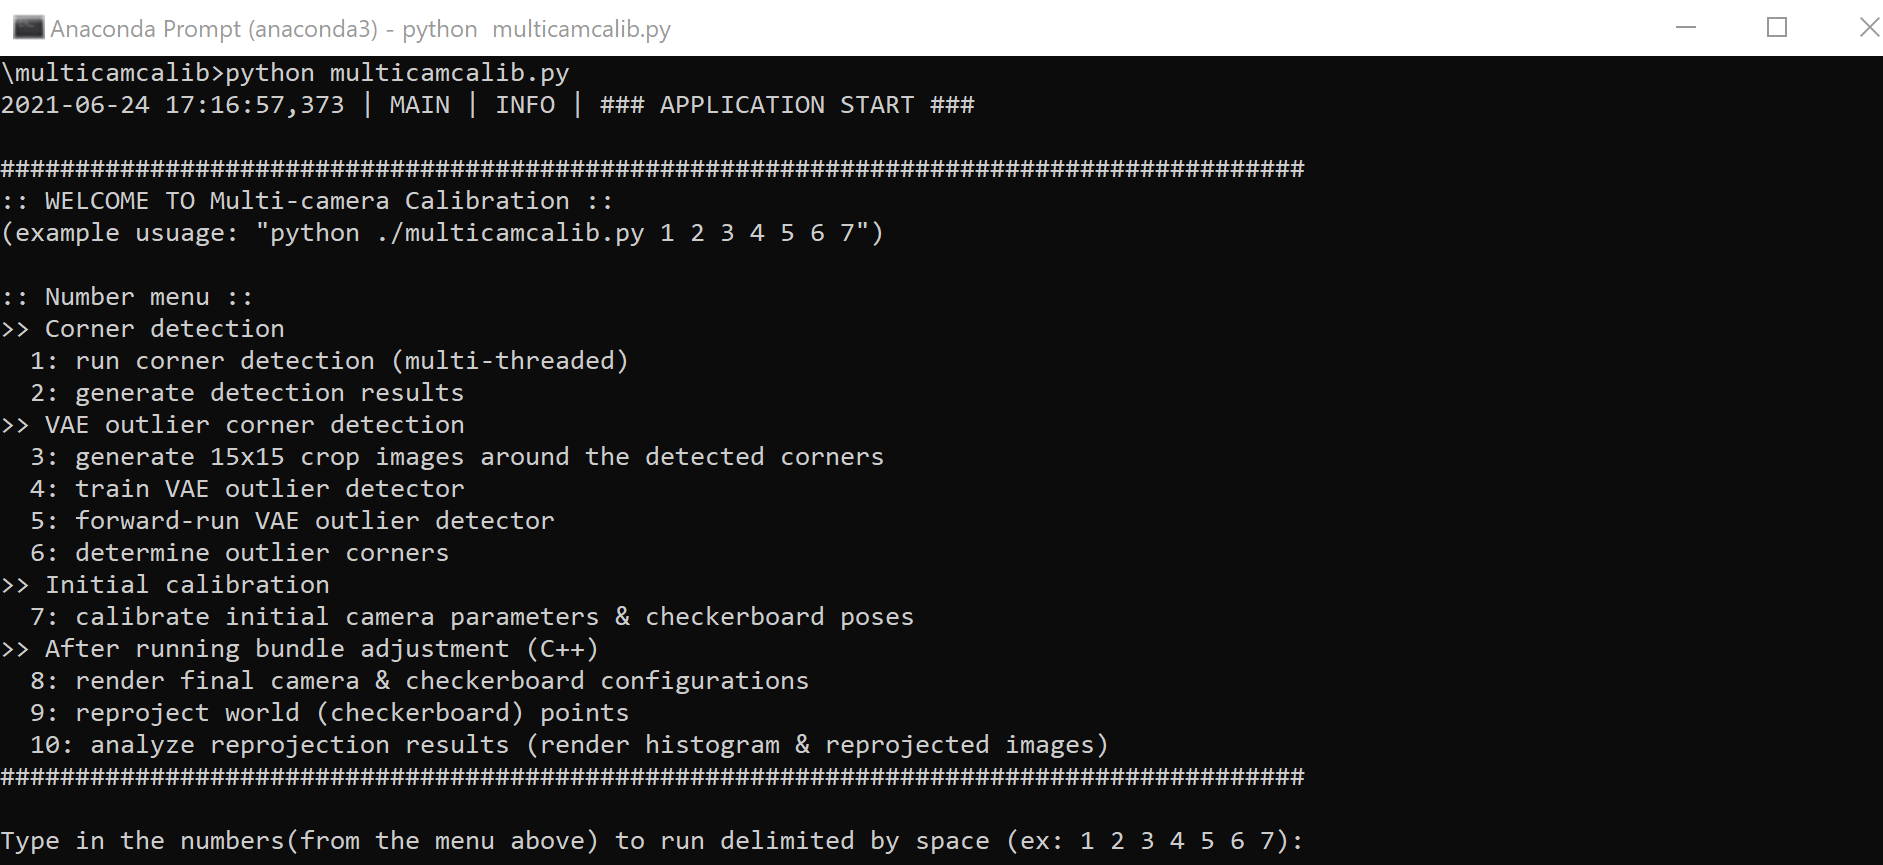 Anaconda Prompt (anaconda3) - python  multicamcalib.py
\multicamcalib>python multicamcalib.py
2021-06-24 17:16:57,373 | MAIN | INFO | ### APPLICATION START ###
#######################################################################################
:: WELCOME TO Multi-camera Calibration ::
(example usuage: "python ./multicamcalib.py 1 2 3 4 5 6 7")
:: Number menu ::
>> Corner detection
  1: run corner detection (multi-threaded)
  2: generate detection results
>> VAE outlier corner detection
  3: generate 15x15 crop images around the detected corners
  4: train VAE outlier detector
  5: forward-run VAE outlier detector
  6: determine outlier corners
>> Initial calibration
  7: calibrate initial camera parameters & checkerboard poses
>> After running bundle adjustment (C++)
  8: render final camera & checkerboard configurations
  9: reproject world (checkerboard) points
  10: analyze reprojection results (render histogram & reprojected images)
#######################################################################################
Type in the numbers(from the menu above) to run delimited by space (ex: 1 2 3 4 5 6 7):